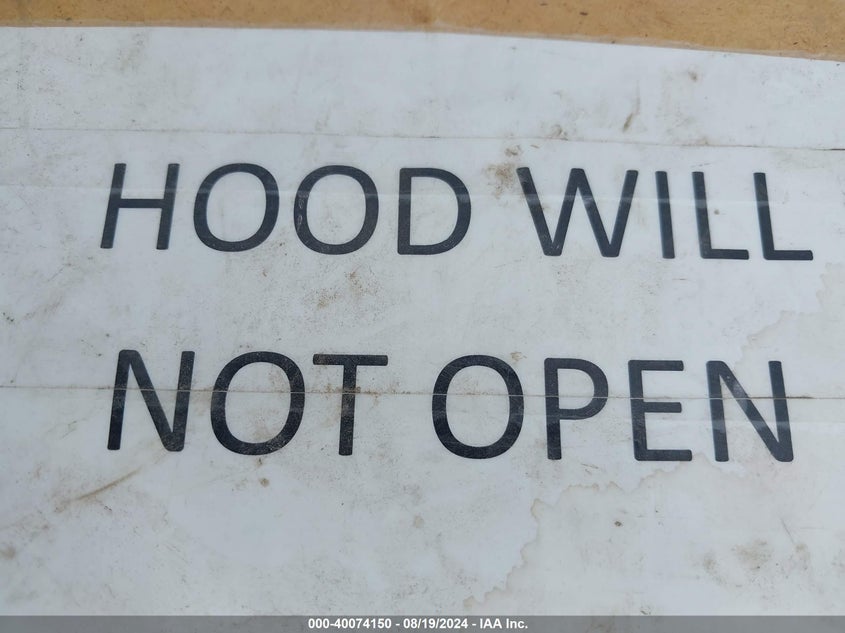 HOOD WILL
NOT OPEN
000-40074150 - 08/19/2024 - IAA Inc.